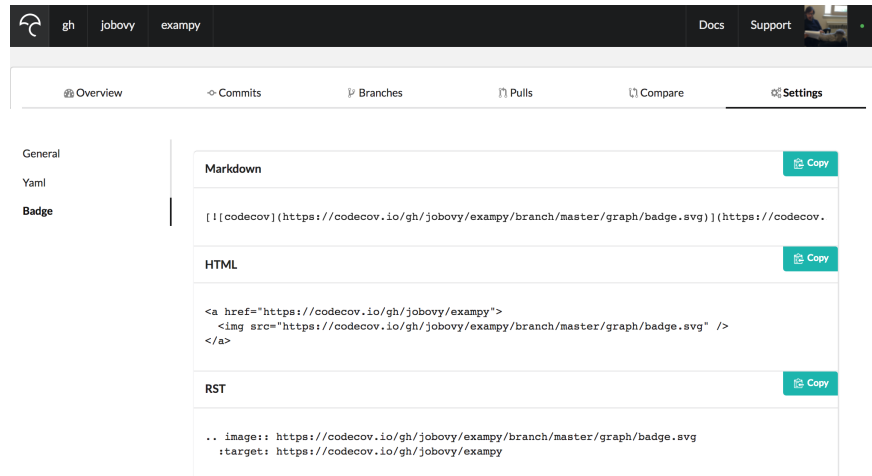 gh jobovy exampy Docs Support
Overview Commits Branches Pulls Compare Settings
General
Yaml
Badge
Markdown Copy
[![codecov](https://codecov.io/gh/jobovy/exampy/branch/master/graph/badge.svg)](https://codecov.
HTML Copy
<a href="https://codecov.io/gh/jobovy/exampy">
  <img src="https://codecov.io/gh/jobovy/exampy/branch/master/graph/badge.svg" />
</a>
RST Copy
.. image:: https://codecov.io/gh/jobovy/exampy/branch/master/graph/badge.svg
  :target: https://codecov.io/gh/jobovy/exampy